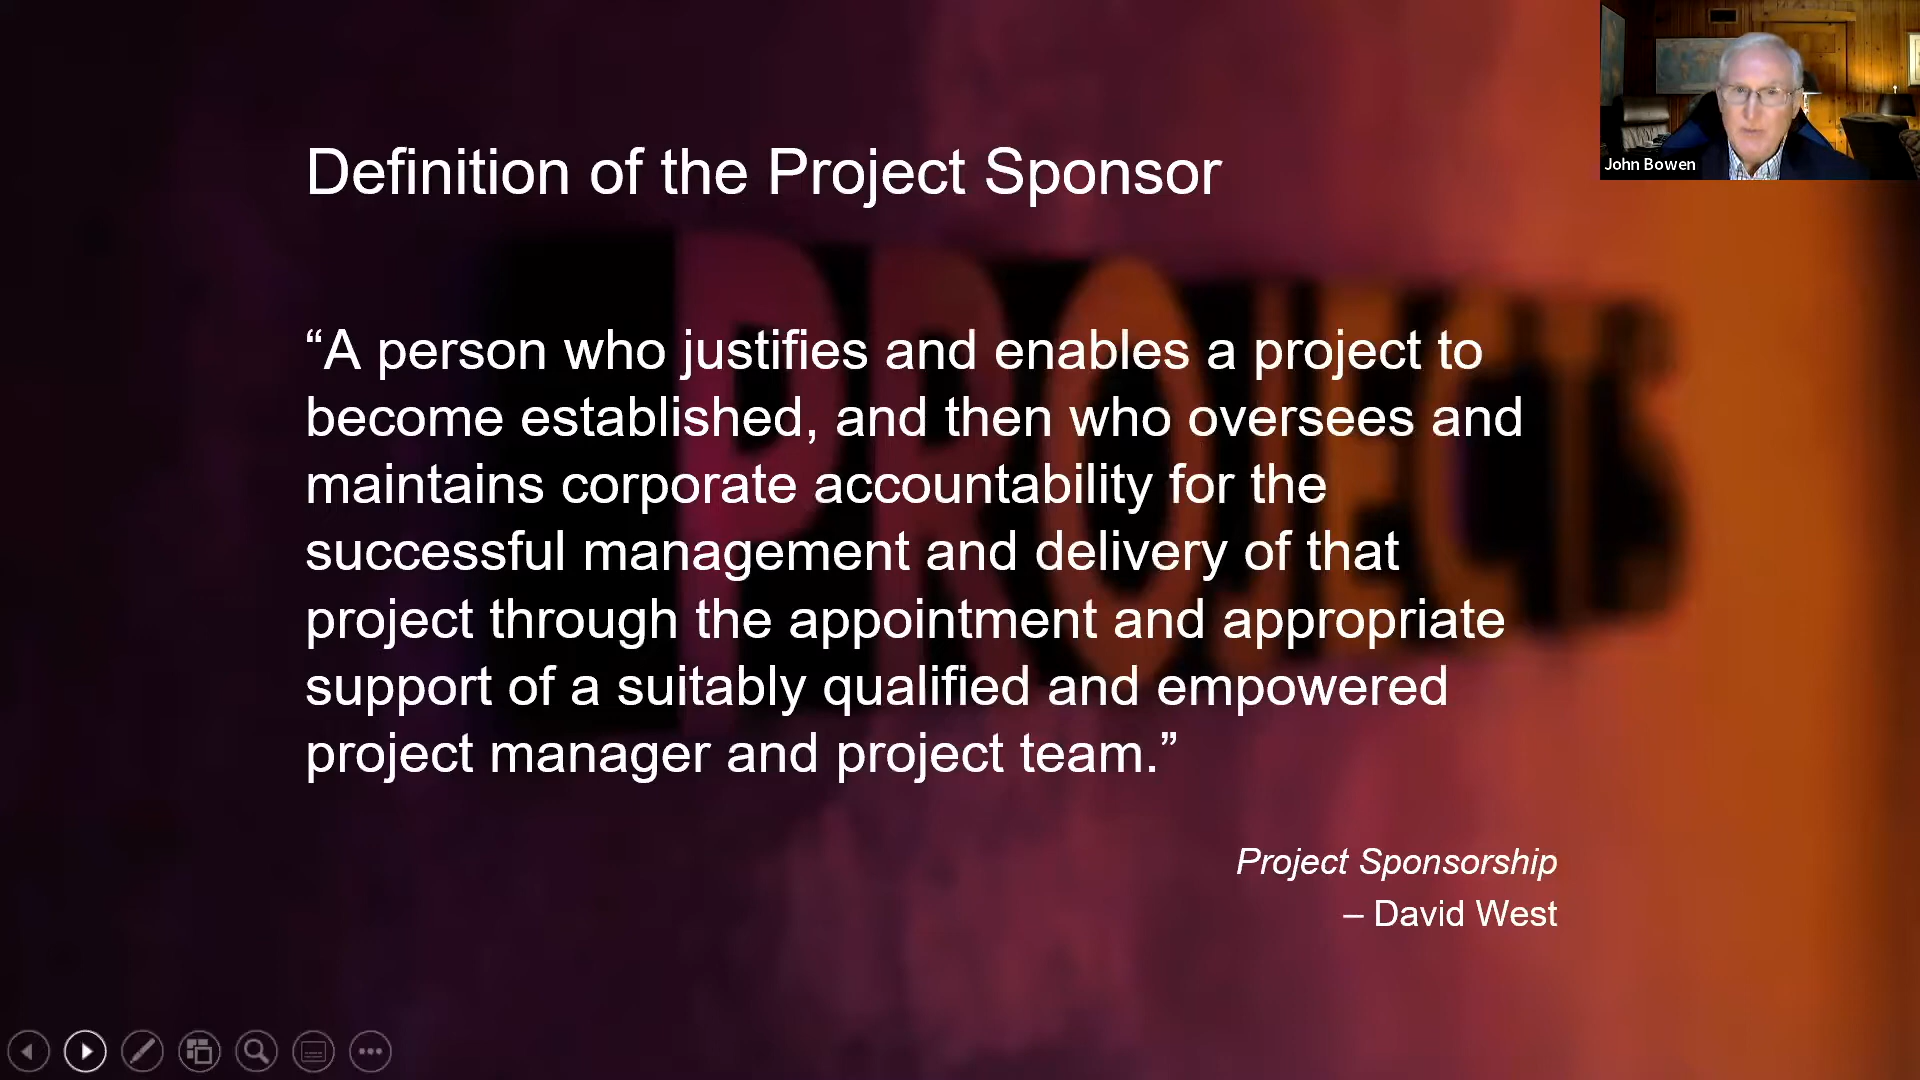 Definition of the Project Sponsor
John Bowen
“A person who justifies and enables a project to
become established, and then who oversees and
maintains corporate accountability for the
successful management and delivery of that
project through the appointment and appropriate
support of a suitably qualified and empowered
project manager and project team.”
Project Sponsorship
– David West
PROJECTS